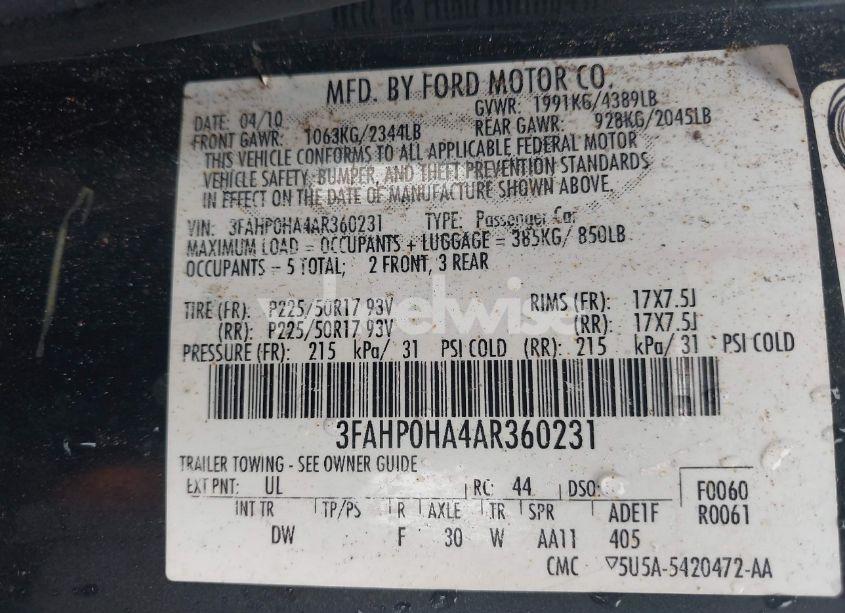 MFD. BY FORD MOTOR CO.
DATE: 04/10 GVWR: 1991KG/4389LB
FRONT GAWR: 1063KG/2344LB REAR GAWR: 928KG/2045LB
THIS VEHICLE CONFORMS TO ALL APPLICABLE FEDERAL MOTOR
VEHICLE SAFETY, BUMPER, AND THEFT PREVENTION STANDARDS
IN EFFECT ON THE DATE OF MANUFACTURE SHOWN ABOVE.
VIN: 3FAHP0HA4AR360231 TYPE: Passenger Car
MAXIMUM LOAD = OCCUPANTS + LUGGAGE = 385KG/ 850LB
OCCUPANTS = 5 TOTAL; 2 FRONT, 3 REAR
TIRE (FR): P225/50R17 93V RIMS (FR): 17X7.5J
(RR): P225/50R17 93V (RR): 17X7.5J
PRESSURE (FR): 215 kPa/ 31 PSI COLD (RR): 215 kPa/ 31 PSI COLD
3FAHP0HA4AR360231
TRAILER TOWING - SEE OWNER GUIDE
EXT PNT: UL RC: 44 DSO: F0060
INT TR TP/PS R AXLE TR SPR ADE1F R0061
DW F 30 W AA11 405
CMC 5U5A-5420472-AA